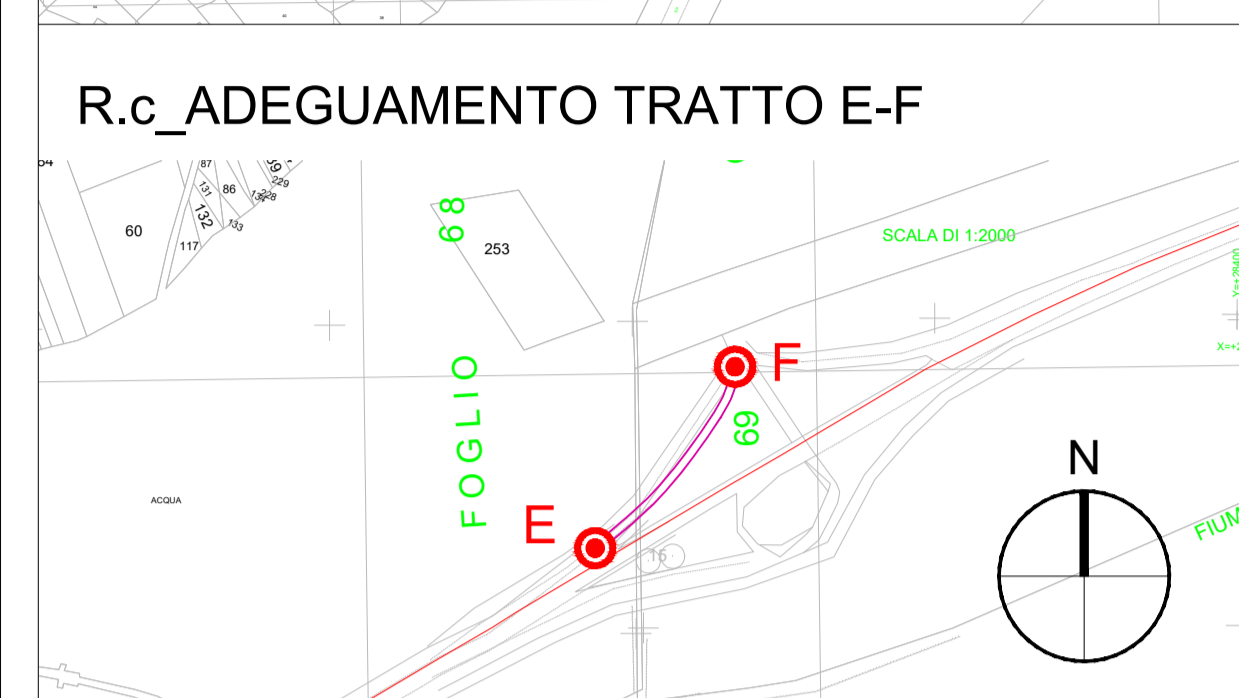 R.c_ADEGUAMENTO TRATTO E-F
87
131
86
229
228
132
133
60
117
68
253
SCALA DI 1:2000
F
FOGLIO
69
N
ACQUA
E
15
FIUM